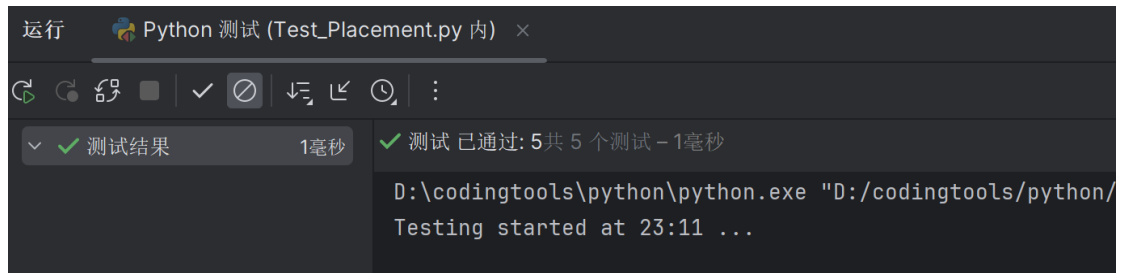 运行 Python 测试 (Test_Placement.py 内)
测试结果 1毫秒
测试 已通过: 5共 5 个测试 – 1毫秒
D:\codingtools\python\python.exe "D:/codingtools/python/
Testing started at 23:11 ...